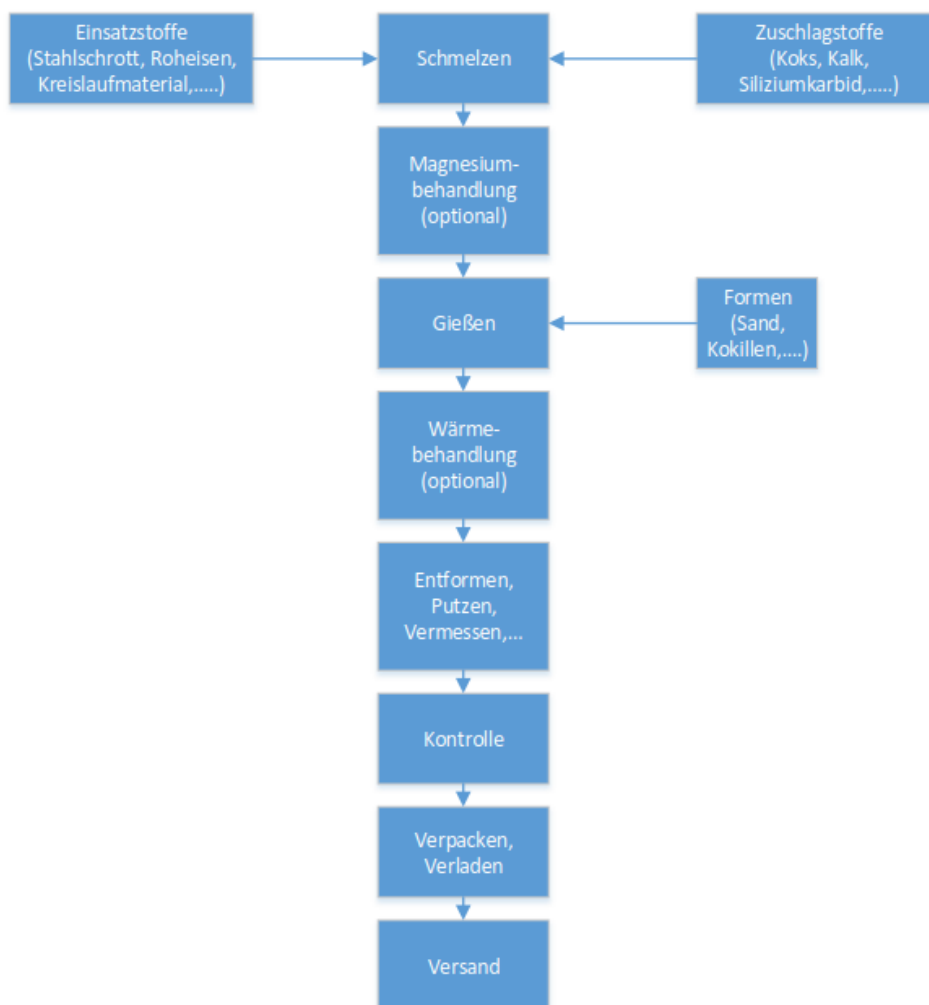 Einsatzstoffe
(Stahlschrott, Roheisen,
Kreislaufmaterial,.....)
Schmelzen
Zuschlagstoffe
(Koks, Kalk,
Siliziumkarbid,.....)
Magnesium-
behandlung
(optional)
Gießen
Formen
(Sand,
Kokillen,....)
Wärme-
behandlung
(optional)
Entformen,
Putzen,
Vermessen,...
Kontrolle
Verpacken,
Verladen
Versand